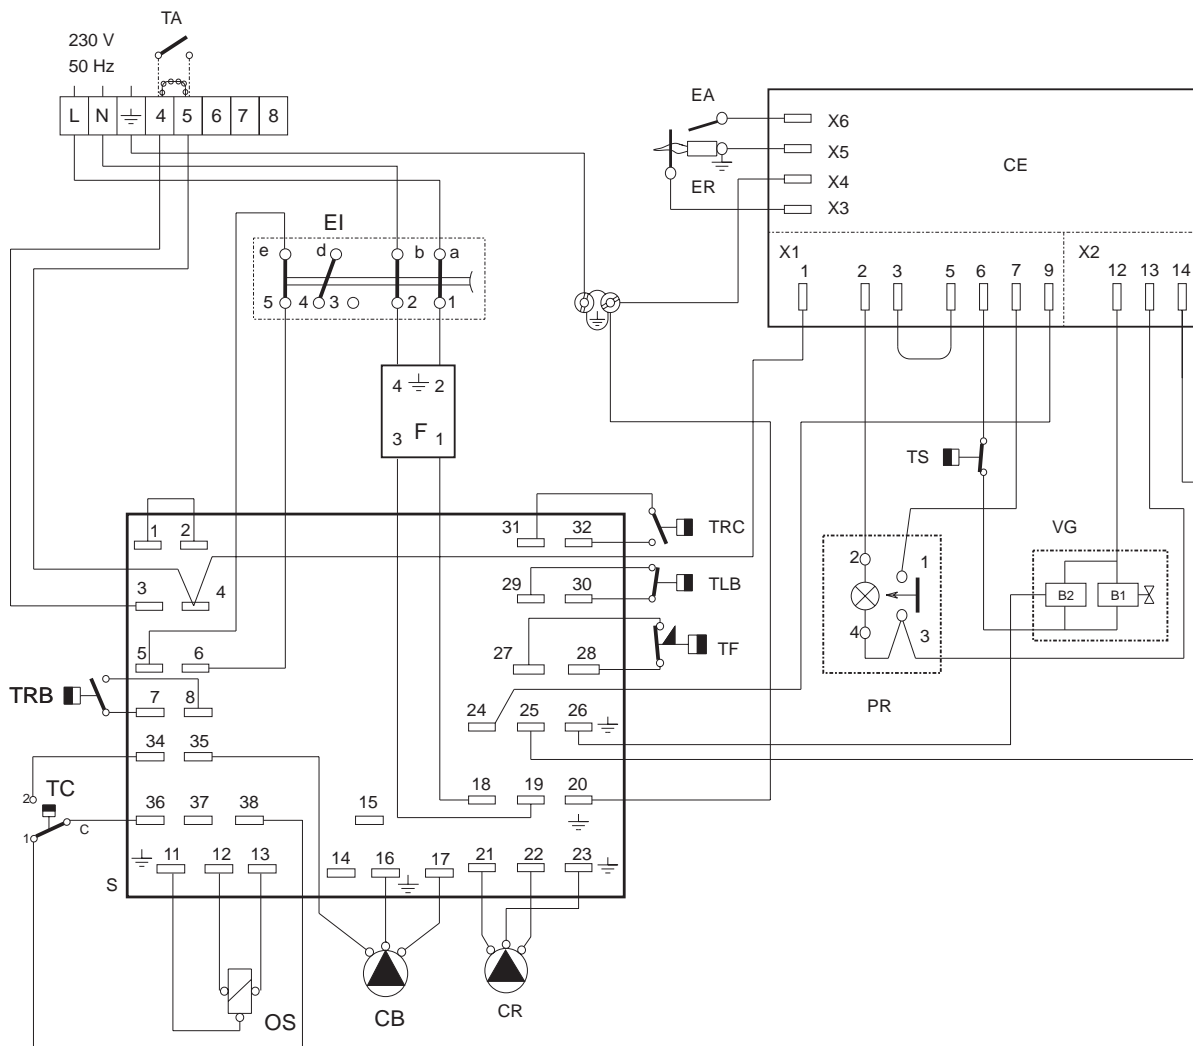 TA
230 V
50 Hz
L N 4 5 6 7 8
EA
X6
X5
CE
ER
X4
X3
EI
e d b a
5 4 3 2 1
X1 X2
1 2 3 5 6 7 9 12 13 14
4 2
3 F 1
TS
VG
1 2 31 32 TRC
29 30 TLB
3 4
2 1
B2 B1
4 3
27 28 TF
5 6
TRB 7 8
24 25 26
PR
34 35
2 TC
18 19 20
36 37 38 15
1 C
11 12 13 14 16 17 21 22 23
S
OS CB CR